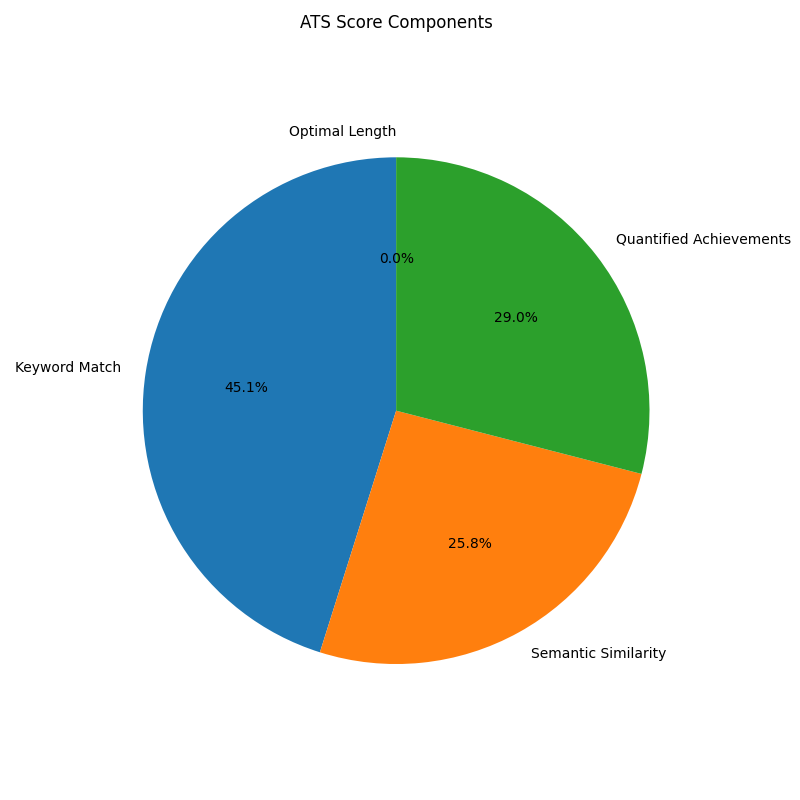 ATS Score Components
Optimal Length
Quantified Achievements
0.0%
29.0%
Keyword Match
45.1%
25.8%
Semantic Similarity